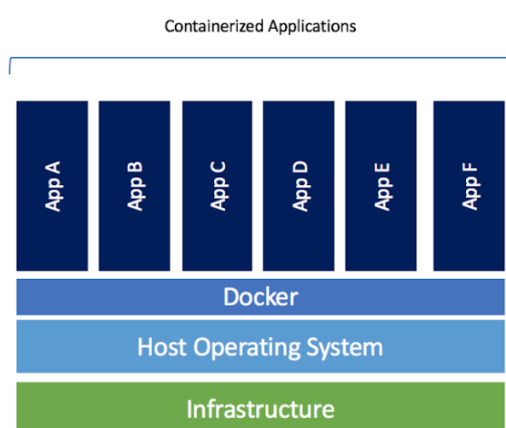 Containerized Applications
App A
App B
App C
App D
App E
App F
Docker
Host Operating System
Infrastructure